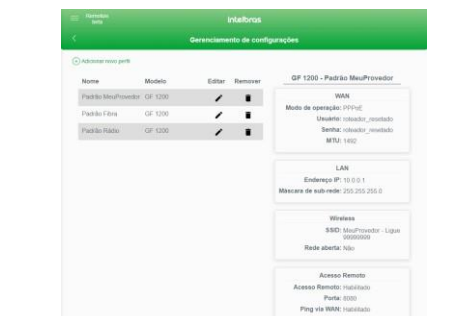 Remotize
intelbras
Gerenciamento de configurações
Adicionar novo perfil
Nome Modelo Editar Remover
Padrão MeuProvedor GF 1200
Padrão Fibra GF 1200
Padrão Rádio GF 1200
GF 1200 - Padrão MeuProvedor
WAN
Modo de operação: PPPoE
Usuário: roteador_resetado
Senha: roteador_resetado
MTU: 1492
LAN
Endereço IP: 10.0.0.1
Máscara de sub-rede: 255.255.255.0
Wireless
SSID: MeuProvedor - Ligue
99999999
Rede aberta: Não
Acesso Remoto
Acesso Remoto: Habilitado
Porta: 8080
Ping via WAN: Habilitado